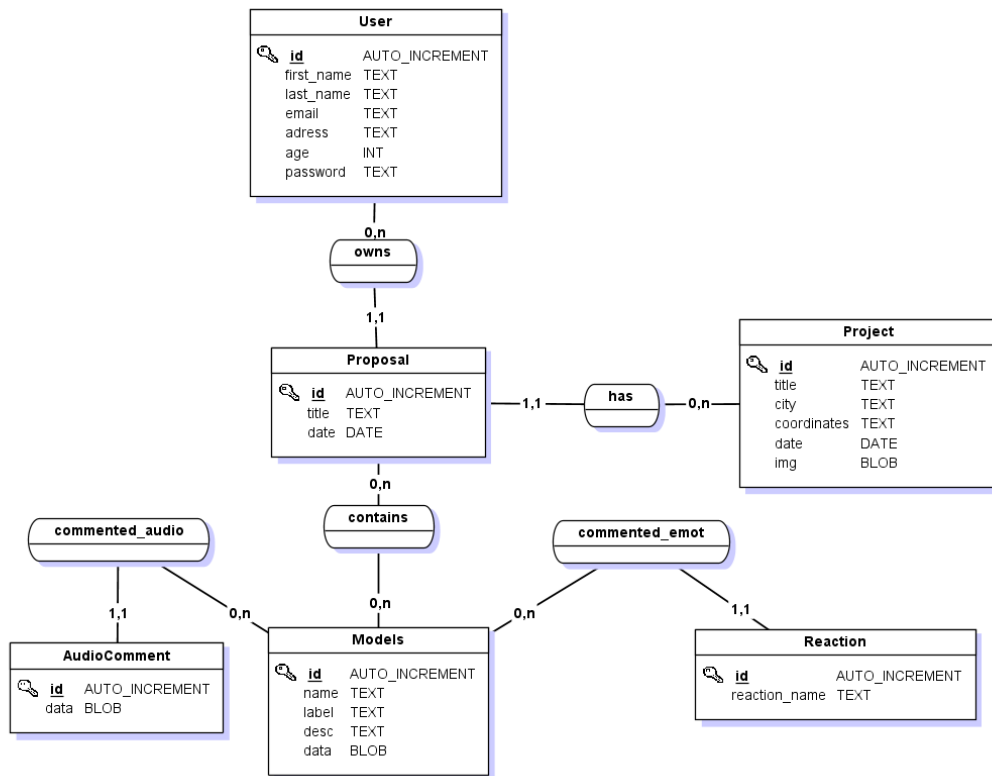 User
id AUTO_INCREMENT
first_name TEXT
last_name TEXT
email TEXT
adress TEXT
age INT
password TEXT
0,n
owns
1,1
Proposal
id AUTO_INCREMENT
title TEXT
date DATE
1,1
has
0,n
Project
id AUTO_INCREMENT
title TEXT
city TEXT
coordinates TEXT
date DATE
img BLOB
0,n
contains
0,n
commented_audio
1,1
0,n
commented_emot
0,n
1,1
AudioComment
id AUTO_INCREMENT
data BLOB
Models
id AUTO_INCREMENT
name TEXT
label TEXT
desc TEXT
data BLOB
Reaction
id AUTO_INCREMENT
reaction_name TEXT